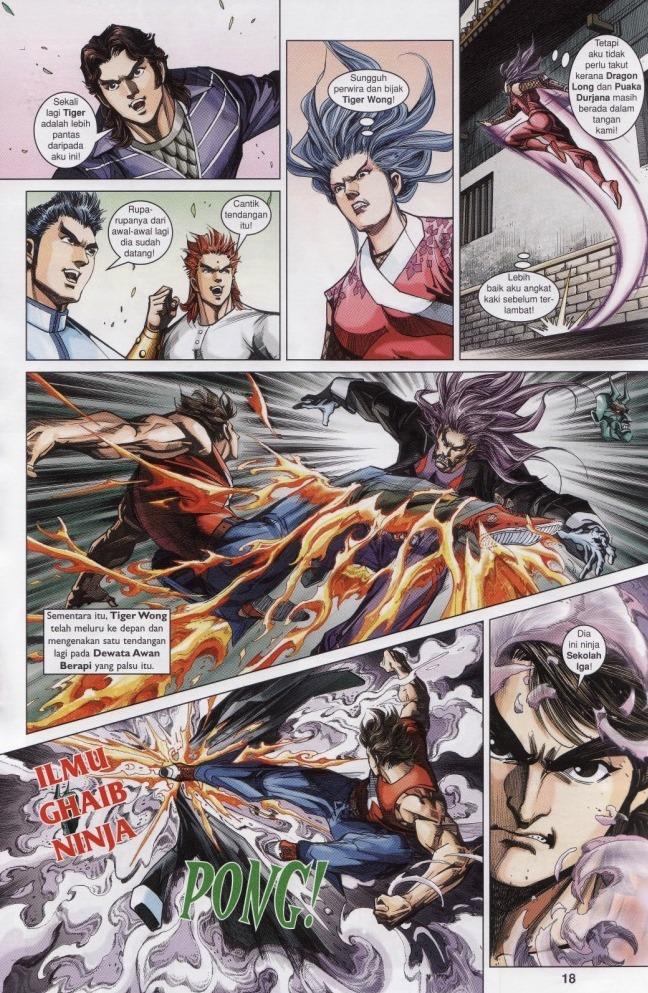 Sekali
lagi Tiger
adalah lebih
pantas
daripada
aku ini!
Rupa-
rupanya dari
awal-awal lagi
dia sudah
datang!
Cantik
tendangan
itu!
Sungguh
perwira dan bijak
Tiger Wong!
Tetapi
aku tidak
perlu takut
kerana Dragon
Long dan Puaka
Durjana masih
berada dalam
tangan
kami!
Lebih
baik aku angkat
kaki sebelum ter-
lambat!
Sementara itu, Tiger Wong
telah meluru ke depan dan
mengenakan satu tendangan
lagi pada Dewata Awan
Berapi yang palsu itu.
ILMU
GHAIB
NINJA
PONG!
Dia
ini ninja
Sekolah
Iga!
18